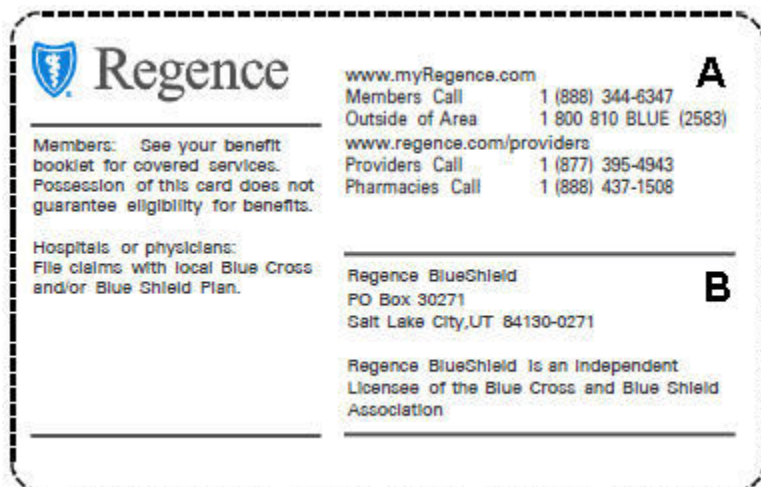 Regence
Members: See your benefit
booklet for covered services.
Possession of this card does not
guarantee eligibility for benefits.
Hospitals or physicians:
File claims with local Blue Cross
and/or Blue Shield Plan.
A
www.myRegence.com
Members Call 1 (888) 344-6347
Outside of Area 1 800 810 BLUE (2583)
www.regence.com/providers
Providers Call 1 (877) 395-4943
Pharmacies Call 1 (888) 437-1508
B
Regence BlueShield
PO Box 30271
Salt Lake City,UT 84130-0271
Regence BlueShield is an Independent
Licensee of the Blue Cross and Blue Shield
Association